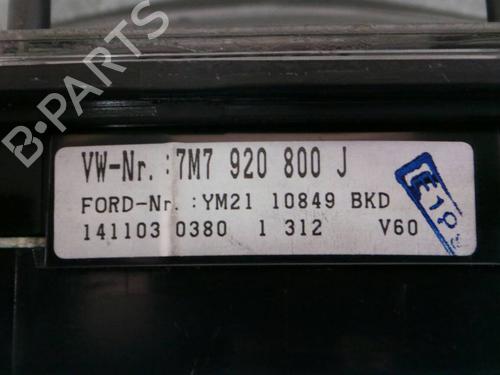 B-PARTS
VW-Nr.:7M7 920 800 J
FORD-Nr.:YM21 10849 BKD
141103 0380 1 312 V60